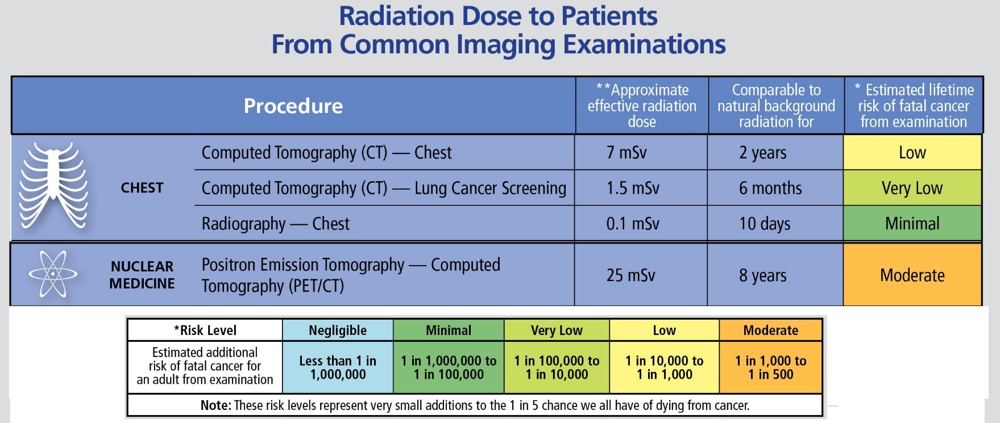 Radiation Dose to Patients
From Common Imaging Examinations
Procedure
**Approximate
effective radiation
dose
Comparable to
natural background
radiation for
* Estimated lifetime
risk of fatal cancer
from examination
CHEST
Computed Tomography (CT) — Chest
7 mSv
2 years
Low
Computed Tomography (CT) — Lung Cancer Screening
1.5 mSv
6 months
Very Low
Radiography — Chest
0.1 mSv
10 days
Minimal
NUCLEAR
MEDICINE
Positron Emission Tomography — Computed
Tomography (PET/CT)
25 mSv
8 years
Moderate
*Risk Level
Negligible
Minimal
Very Low
Low
Moderate
Estimated additional
risk of fatal cancer for
an adult from examination
Less than 1 in
1,000,000
1 in 1,000,000 to
1 in 100,000
1 in 100,000 to
1 in 10,000
1 in 10,000 to
1 in 1,000
1 in 1,000 to
1 in 500
Note: These risk levels represent very small additions to the 1 in 5 chance we all have of dying from cancer.